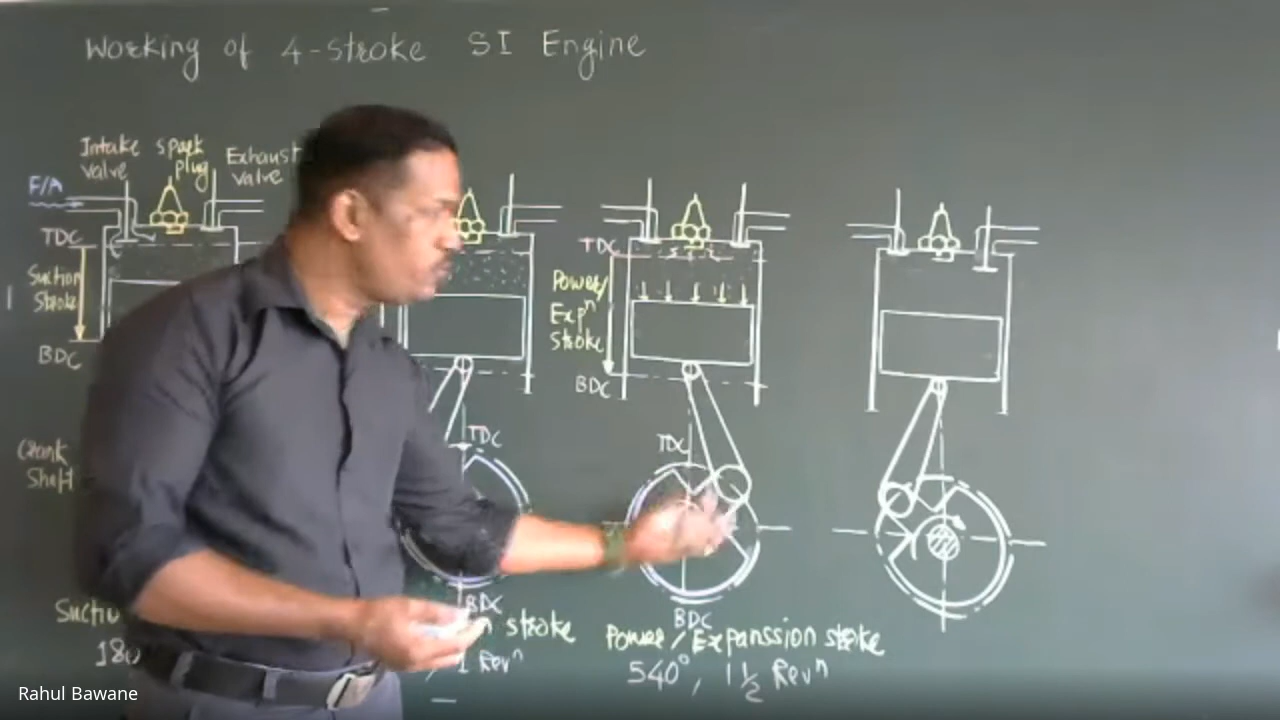 Working of 4-stroke SI Engine
Intake
valve
spark
plug
Exhaust
valve
F/A
TDC
Suction
Stroke
BDC
Crank
Shaft
TDC
BDC
stroke
1 Revⁿ
TDC
Power/
Expⁿ
stroke
BDC
TDC
BDC
Power / Expanssion stroke
540°, 1½ Revⁿ
Rahul Bawane